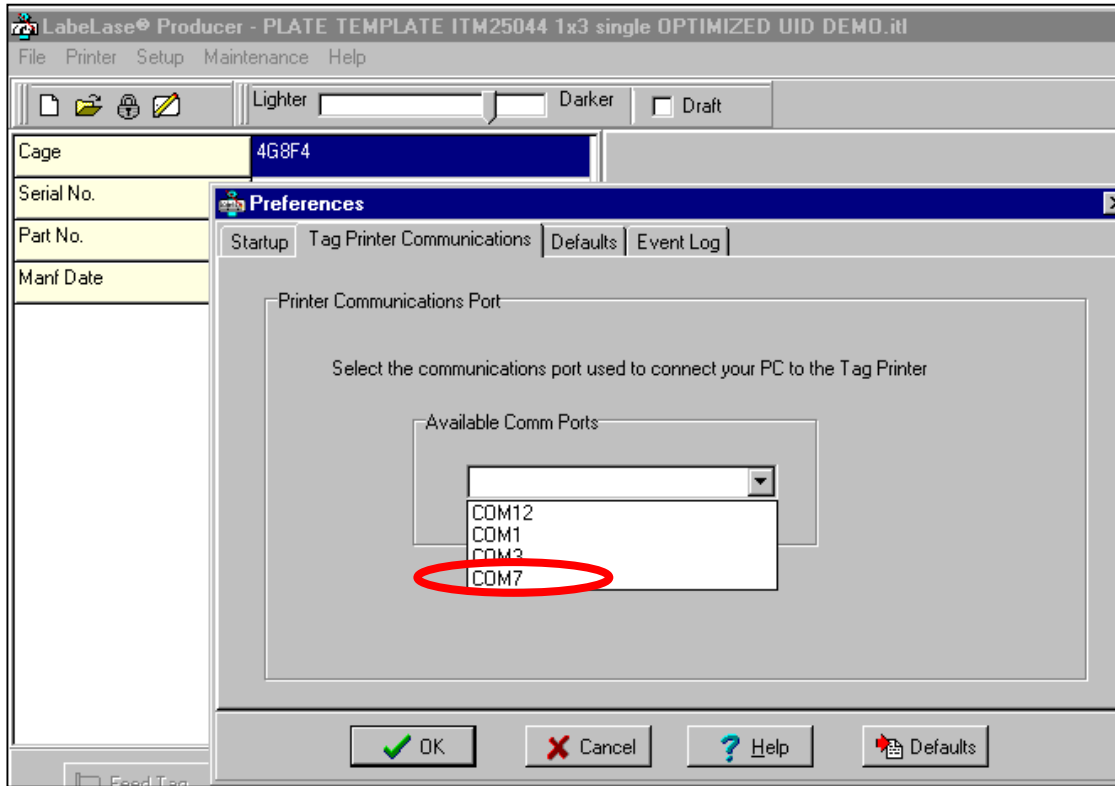 LabeLase® Producer - PLATE TEMPLATE ITM25044 1x3 single OPTIMIZED UID DEMO.itl
File Printer Setup Maintenance Help
Lighter Darker Draft
Cage 4G8F4
Serial No.
Part No.
Manf Date
Preferences
Startup Tag Printer Communications Defaults Event Log
Printer Communications Port
Select the communications port used to connect your PC to the Tag Printer
Available Comm Ports
COM12
COM1
COM3
COM7
OK Cancel Help Defaults
Feed Tag